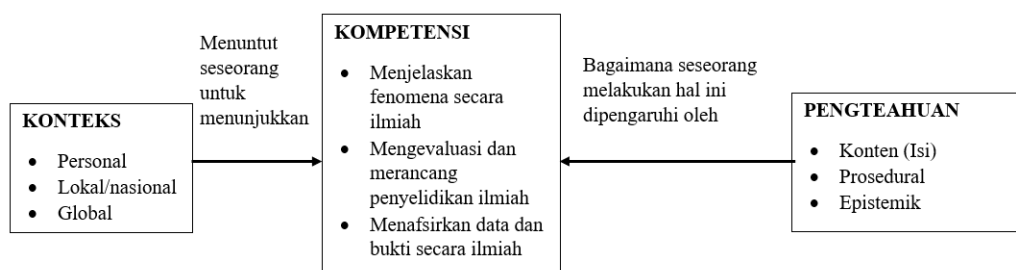 Menuntut
seseorang
untuk
menunjukkan
KONTEKS
• Personal
• Lokal/nasional
• Global
KOMPETENSI
• Menjelaskan
fenomena secara
ilmiah
• Mengevaluasi dan
merancang
penyelidikan ilmiah
• Menafsirkan data dan
bukti secara ilmiah
Bagaimana seseorang
melakukan hal ini
dipengaruhi oleh
PENGTEAHUAN
• Konten (Isi)
• Prosedural
• Epistemik